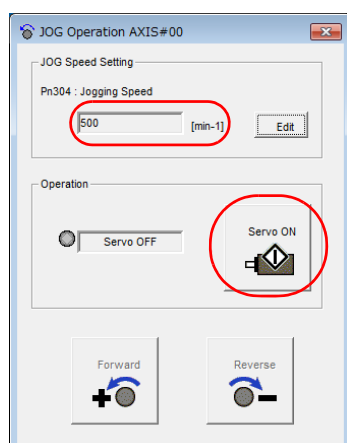 JOG Operation AXIS#00
JOG Speed Setting
Pn304 : Jogging Speed
500 [min-1] Edit
Operation
Servo OFF
Servo ON
Forward
Reverse